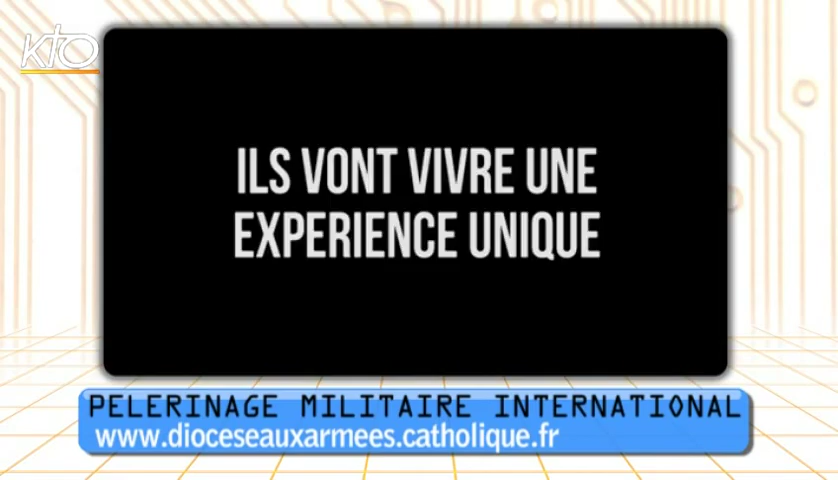 KTO
ILS VONT VIVRE UNE
EXPERIENCE UNIQUE
PELERINAGE MILITAIRE INTERNATIONAL
www.dioceseauxarmees.catholique.fr